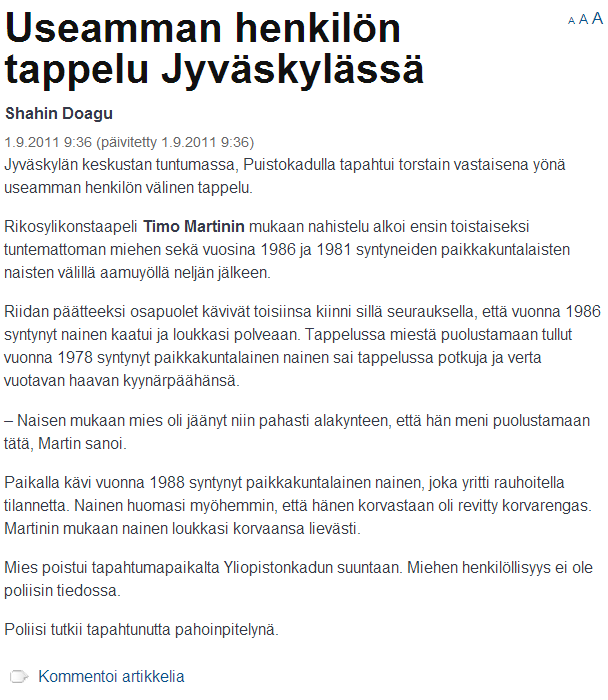 Useamman henkilön
A A A
tappelu Jyväskylässä
Shahin Doagu
1.9.2011 9:36 (päivitetty 1.9.2011 9:36)
Jyväskylän keskustan tuntumassa, Puistokadulla tapahtui torstain vastaisena yönä
useamman henkilön välinen tappelu.
Rikosylikonstaapeli Timo Martinin mukaan nahistelu alkoi ensin toistaiseksi
tuntemattoman miehen sekä vuosina 1986 ja 1981 syntyneiden paikkakuntalaisten
naisten välillä aamuyöllä neljän jälkeen.
Riidan päätteeksi osapuolet kävivät toisiinsa kiinni sillä seurauksella, että vuonna 1986
syntynyt nainen kaatui ja loukkasi polveaan. Tappelussa miestä puolustamaan tullut
vuonna 1978 syntynyt paikkakuntalainen nainen sai tappelussa potkuja ja verta
vuotavan haavan kyynärpäähänsä.
– Naisen mukaan mies oli jäänyt niin pahasti alakynteen, että hän meni puolustamaan
tätä, Martin sanoi.
Paikalla kävi vuonna 1988 syntynyt paikkakuntalainen nainen, joka yritti rauhoitella
tilannetta. Nainen huomasi myöhemmin, että hänen korvastaan oli revitty korvarengas.
Martinin mukaan nainen loukkasi korvaansa lievästi.
Mies poistui tapahtumapaikalta Yliopistonkadun suuntaan. Miehen henkilöllisyys ei ole
poliisin tiedossa.
Poliisi tutkii tapahtunutta pahoinpitelynä.
Kommentoi artikkelia